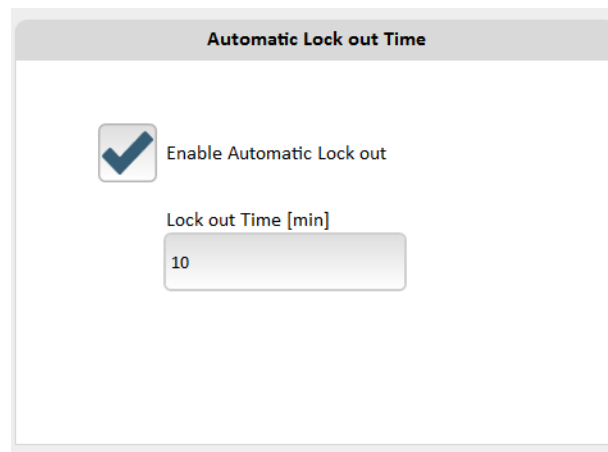 Automatic Lock out Time
Enable Automatic Lock out
Lock out Time [min]
10